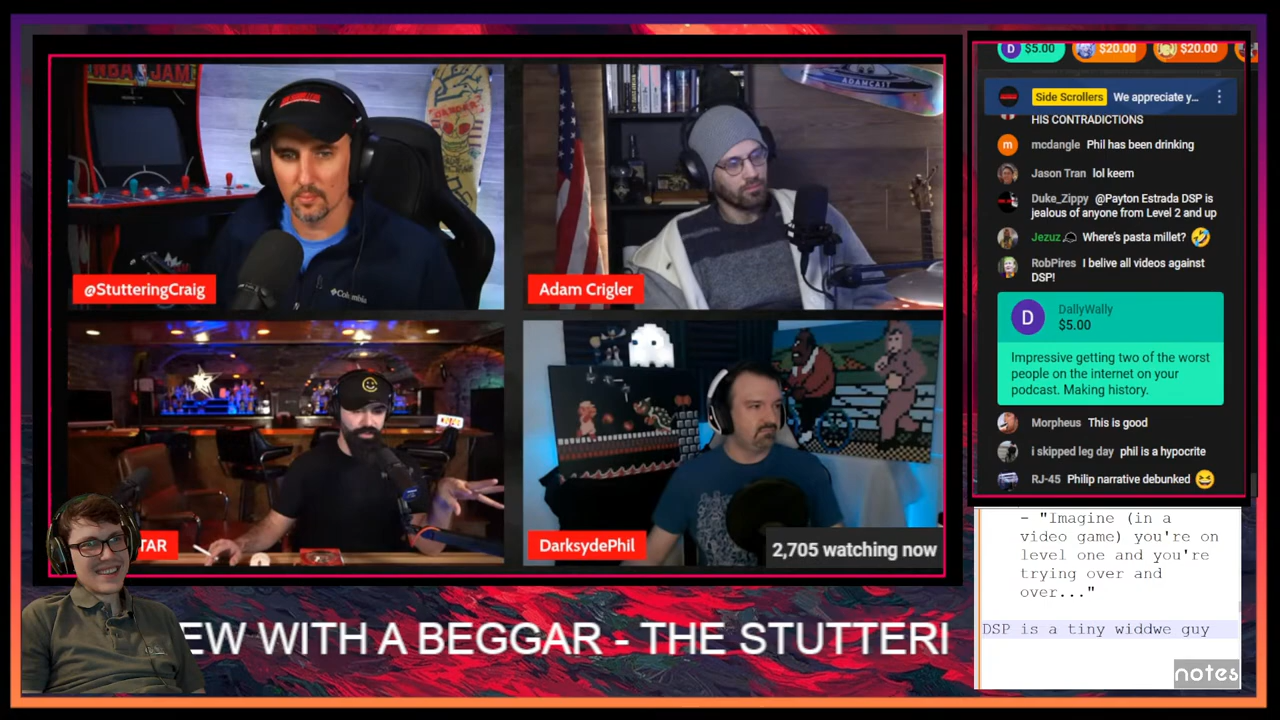 NBA JAM
ADAMCAST
@StutteringCraig
Columbia
Adam Crigler
TAR
DarksydePhil
2,705 watching now
EW WITH A BEGGAR - THE STUTTERI
D $5.00
$20.00
$20.00
Side Scrollers We appreciate y...
HIS CONTRADICTIONS
m mcdangle Phil has been drinking
Jason Tran lol keem
Duke_Zippy @Payton Estrada DSP is
jealous of anyone from Level 2 and up
Jezuz Where's pasta millet? 🤣
RobPires I belive all videos against
DSP!
D DallyWally
$5.00
Impressive getting two of the worst
people on the internet on your
podcast. Making history.
Morpheus This is good
i skipped leg day phil is a hypocrite
RJ-45 Philip narrative debunked 😆
- "Imagine (in a
video game) you're on
level one and you're
trying over and
over..."
DSP is a tiny widdwe guy
notes